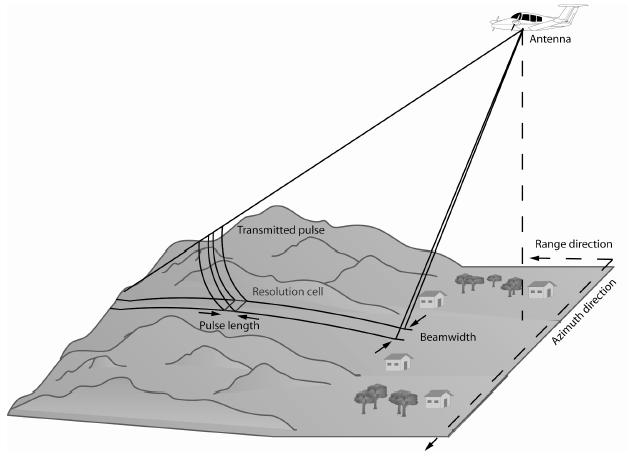 Antenna
Transmitted pulse
Range direction
Resolution cell
Azimuth direction
Pulse length
Beamwidth